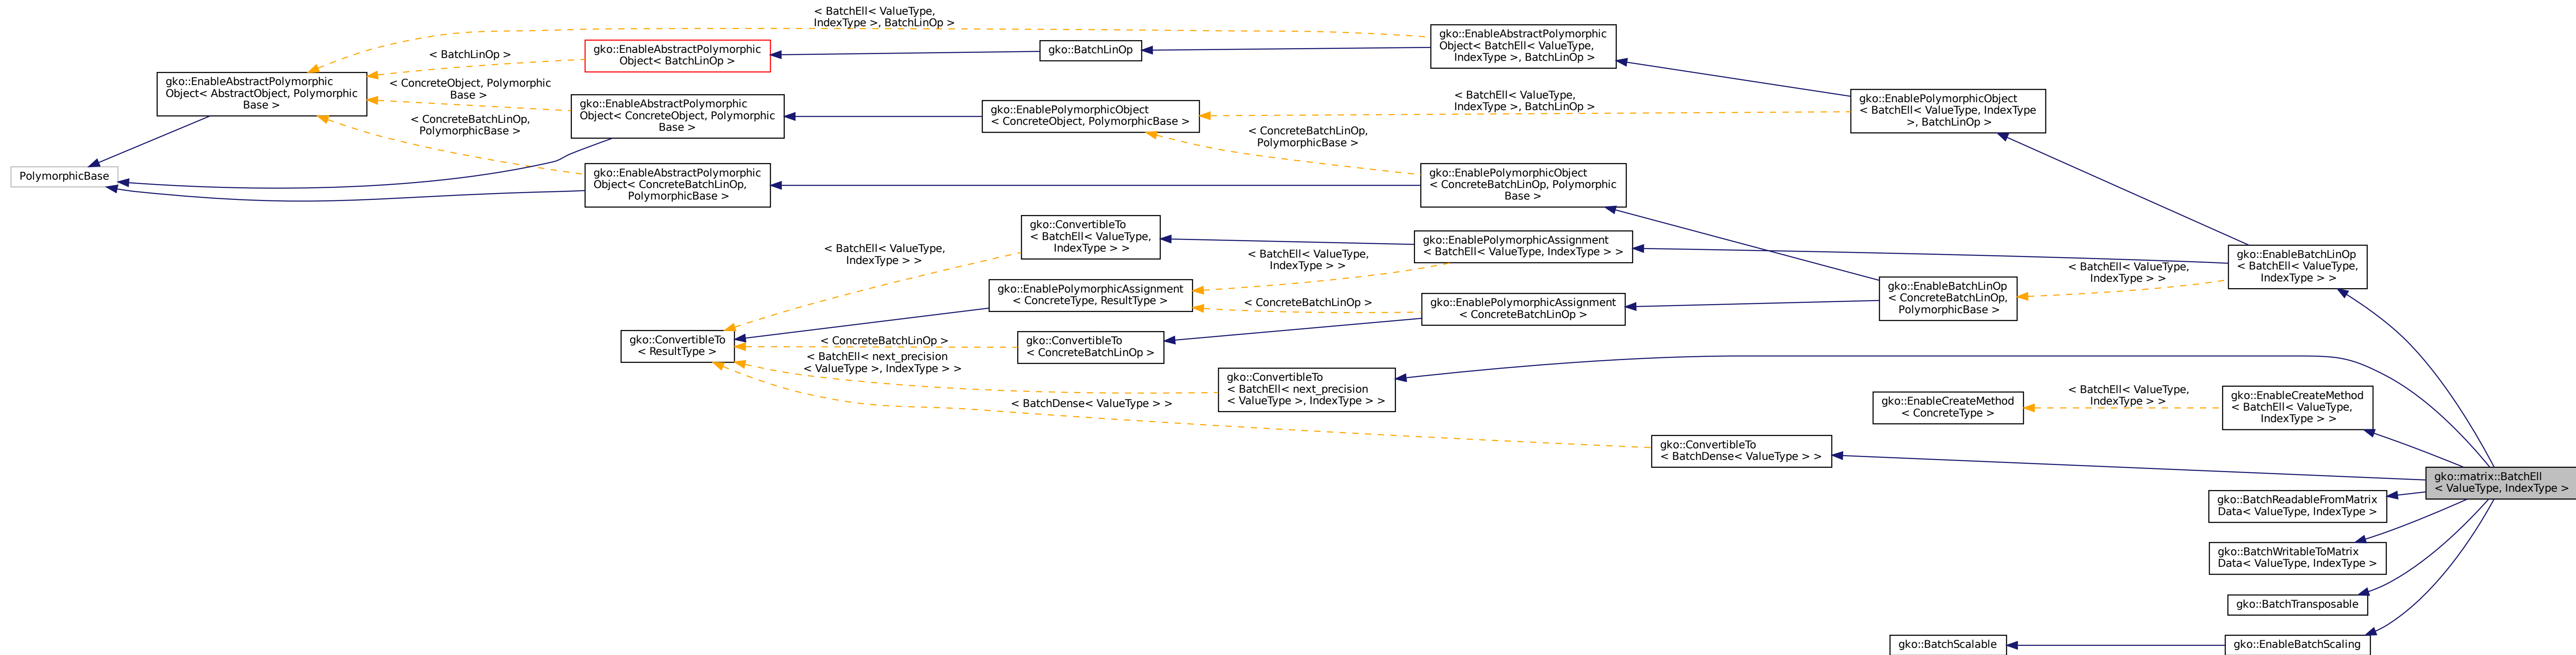 < BatchEll< ValueType,
IndexType >, BatchLinOp >
gko::EnableAbstractPolymorphic
Object< BatchEll< ValueType,
IndexType >, BatchLinOp >
gko::EnableAbstractPolymorphic
Object< BatchLinOp >
gko::BatchLinOp
< BatchLinOp >
gko::EnableAbstractPolymorphic
Object< AbstractObject, Polymorphic
Base >
< ConcreteObject, Polymorphic
Base >
gko::EnableAbstractPolymorphic
Object< ConcreteObject, Polymorphic
Base >
gko::EnablePolymorphicObject
< ConcreteObject, PolymorphicBase >
< BatchEll< ValueType,
IndexType >, BatchLinOp >
gko::EnablePolymorphicObject
< BatchEll< ValueType, IndexType
>, BatchLinOp >
< ConcreteBatchLinOp,
PolymorphicBase >
< ConcreteBatchLinOp,
PolymorphicBase >
PolymorphicBase
gko::EnableAbstractPolymorphic
Object< ConcreteBatchLinOp,
PolymorphicBase >
gko::EnablePolymorphicObject
< ConcreteBatchLinOp, Polymorphic
Base >
gko::ConvertibleTo
< BatchEll< ValueType,
IndexType > >
gko::EnablePolymorphicAssignment
< BatchEll< ValueType, IndexType > >
< BatchEll< ValueType,
IndexType > >
< BatchEll< ValueType,
IndexType > >
gko::EnableBatchLinOp
< BatchEll< ValueType,
IndexType > >
< BatchEll< ValueType,
IndexType > >
gko::EnableBatchLinOp
< ConcreteBatchLinOp,
PolymorphicBase >
gko::EnablePolymorphicAssignment
< ConcreteType, ResultType >
< ConcreteBatchLinOp >
gko::EnablePolymorphicAssignment
< ConcreteBatchLinOp >
gko::ConvertibleTo
< ResultType >
< ConcreteBatchLinOp >
gko::ConvertibleTo
< ConcreteBatchLinOp >
< BatchEll< next_precision
< ValueType >, IndexType > >
gko::ConvertibleTo
< BatchEll< next_precision
< ValueType >, IndexType > >
< BatchDense< ValueType > >
gko::EnableCreateMethod
< ConcreteType >
< BatchEll< ValueType,
IndexType > >
gko::EnableCreateMethod
< BatchEll< ValueType,
IndexType > >
gko::ConvertibleTo
< BatchDense< ValueType > >
gko::matrix::BatchEll
< ValueType, IndexType >
gko::BatchReadableFromMatrix
Data< ValueType, IndexType >
gko::BatchWritableToMatrix
Data< ValueType, IndexType >
gko::BatchTransposable
gko::BatchScalable
gko::EnableBatchScaling